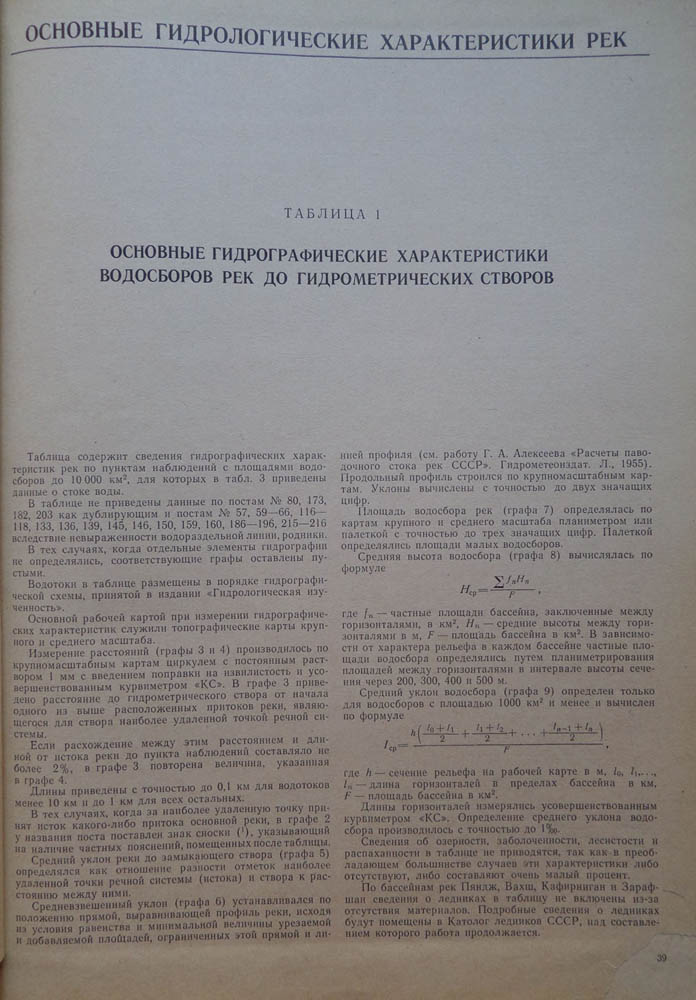 ОСНОВНЫЕ ГИДРОЛОГИЧЕСКИЕ ХАРАКТЕРИСТИКИ РЕК
ТАБЛИЦА 1
ОСНОВНЫЕ ГИДРОГРАФИЧЕСКИЕ ХАРАКТЕРИСТИКИ
ВОДОСБОРОВ РЕК ДО ГИДРОМЕТРИЧЕСКИХ СТВОРОВ
Таблица содержит сведения гидрографических харак-
теристик рек по пунктам наблюдений с площадями водо-
сборов до 10 000 км², для которых в табл. 3 приведены
данные о стоке воды.
В таблице не приведены данные по постам № 80, 173,
182, 203 как дублирующим и постам № 57, 59—66, 116—
118, 133, 136, 139, 145, 146, 150, 159, 160, 186—196, 215—216
вследствие невыраженности водораздельной линии, родники.
В тех случаях, когда отдельные элементы гидрографии
не определялись, соответствующие графы оставлены пу-
стыми.
Водотоки в таблице размещены в порядке гидрографи-
ческой схемы, принятой в издании «Гидрологическая изу-
ченность».
Основной рабочей картой при измерении гидрографиче-
ских характеристик служили топографические карты круп-
ного и среднего масштаба.
Измерение расстояний (графы 3 и 4) производилось по
крупномасштабным картам циркулем с постоянным раст-
вором 1 мм с введением поправки на извилистость и усо-
вершенствованным курвиметром «КС». В графе 3 приве-
дено расстояние до гидрометрического створа от начала
одного из выше расположенных притоков реки, являю-
щегося для створа наиболее удаленной точкой речной си-
стемы.
Если расхождение между этим расстоянием и дли-
ной от истока реки до пункта наблюдений составляло не
более 2%, в графе 3 повторена величина, указанная
в графе 4.
Длины приведены с точностью до 0,1 км для водотоков
менее 10 км и до 1 км для всех остальных.
В тех случаях, когда за наиболее удаленную точку при-
нят исток какого-либо притока основной реки, в графе 2
у названия поста поставлен знак сноски (¹), указывающий
на наличие частных пояснений, помещенных после таблицы.
Средний уклон реки до замыкающего створа (графа 5)
определялся как отношение разности отметок наиболее
удаленной точки речной системы (истока) и створа к рас-
стоянию между ними.
Средневзвешенный уклон (графа 6) устанавливался по
положению прямой, выравнивающей профиль реки, исходя
из условия равенства и минимальной величины урезаемой
и добавляемой площадей, ограниченных этой прямой и ли-
нией профиля (см. работу Г. А. Алексеева «Расчеты паво-
дочного стока рек СССР». Гидрометеоиздат. Л., 1955).
Продольный профиль строился по крупномасштабным кар-
там. Уклоны вычислены с точностью до двух значащих
цифр.
Площадь водосбора рек (графа 7) определялась по
картам крупного и среднего масштаба планиметром или
палеткой с точностью до трех значащих цифр. Палеткой
определялись площади малых водосборов.
Средняя высота водосбора (графа 8) вычислялась по
формуле
Hср = ∑fnHn / F ,
где fn — частные площади бассейна, заключенные между
горизонталями, в км², Hn — средние высоты между гори-
зонталями в м, F — площадь бассейна в км². В зависимо-
сти от характера рельефа в каждом бассейне частные пло-
щади водосбора определялись путем планиметрирования
площадей между горизонталями в интервале высоты сече-
ния через 200, 300, 400 и 500 м.
Средний уклон водосбора (графа 9) определен только
для водосборов с площадью 1000 км² и менее и вычислен
по формуле
Iср = h( (l0+l1)/2 + (l1+l2)/2 + . . . + (ln−1+ln)/2 ) / F ,
где h — сечение рельефа на рабочей карте в м, l0, l1,...,
ln — длина горизонталей в пределах бассейна в км,
F — площадь бассейна в км².
Длины горизонталей измерялись усовершенствованным
курвиметром «КС». Определение среднего уклона водо-
сбора производилось с точностью до 1‰.
Сведения об озерности, заболоченности, лесистости и
распаханности в таблице не приводятся, так как в преоб-
ладающем большинстве случаев эти характеристики либо
отсутствуют, либо составляют очень малый процент.
По бассейнам рек Пяндж, Вахш, Кафирниган и Зараф-
шан сведения о ледниках в таблицу не включены из-за
отсутствия материалов. Подробные сведения о ледниках
будут помещены в Каталог ледников СССР, над составле-
нием которого работа продолжается.
39